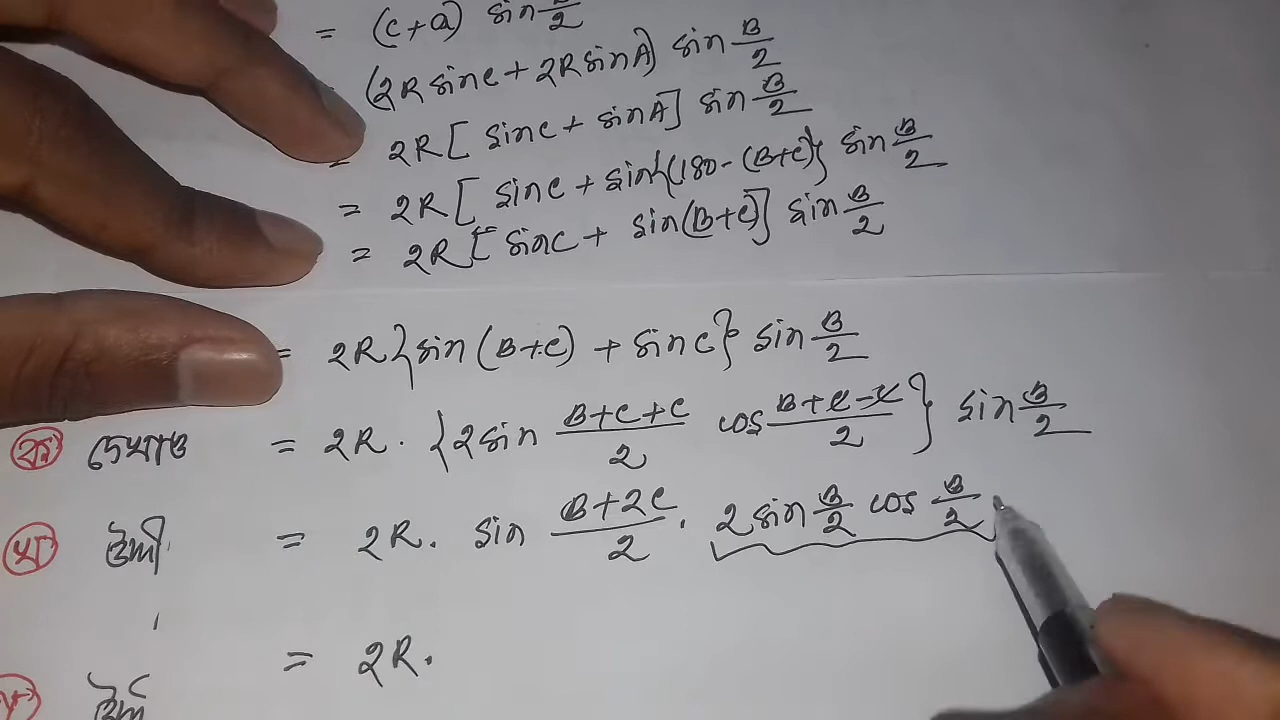 = (c+a) sin B/2
(2R sinC + 2R sinA) sin B/2
= 2R [ sinC + sinA] sin B/2
= 2R [ sinC + sin{(180-(B+C)} sin B/2
= 2R [ sinC + sin(B+C)] sin B/2
= 2R {sin (B+C) + sinC} sin B/2
ক দেখাও = 2R. {2 sin (B+C+C)/2 cos (B+C-C)/2} sin B/2
খ = 2R. sin (B+2C)/2 . 2 sin B/2 cos B/2
= 2R.